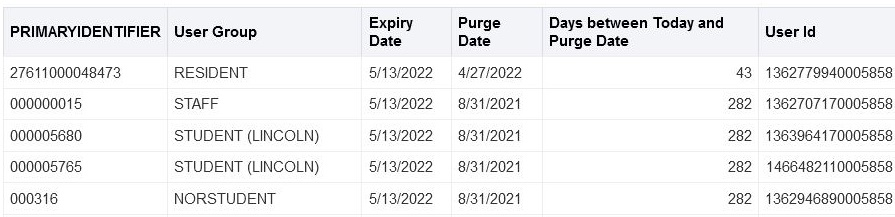 PRIMARYIDENTIFIER User Group Expiry Date Purge Date Days between Today and Purge Date User Id
27611000048473 RESIDENT 5/13/2022 4/27/2022 43 1362779940005858
000000015 STAFF 5/13/2022 8/31/2021 282 1362707170005858
000005680 STUDENT (LINCOLN) 5/13/2022 8/31/2021 282 1363964170005858
000005765 STUDENT (LINCOLN) 5/13/2022 8/31/2021 282 1466482110005858
000316 NORSTUDENT 5/13/2022 8/31/2021 282 1362946890005858